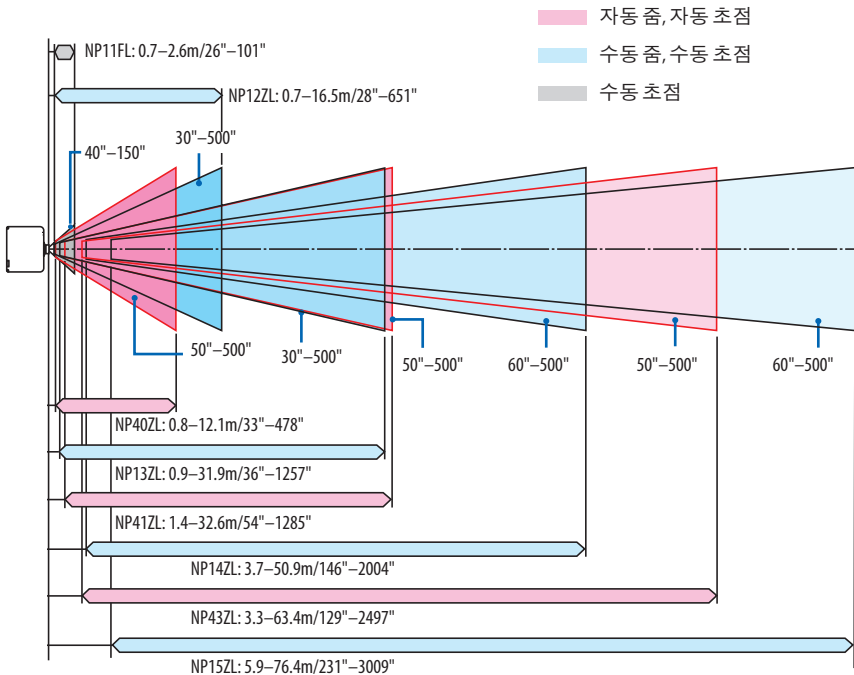 자동 줌, 자동 초점
수동 줌, 수동 초점
수동 초점
NP11FL: 0.7–2.6m/26"–101"
NP12ZL: 0.7–16.5m/28"–651"
30"–500"
40"–150"
50"–500"
30"–500"
50"–500"
60"–500"
50"–500"
60"–500"
NP40ZL: 0.8–12.1m/33"–478"
NP13ZL: 0.9–31.9m/36"–1257"
NP41ZL: 1.4–32.6m/54"–1285"
NP14ZL: 3.7–50.9m/146"–2004"
NP43ZL: 3.3–63.4m/129"–2497"
NP15ZL: 5.9–76.4m/231"–3009"